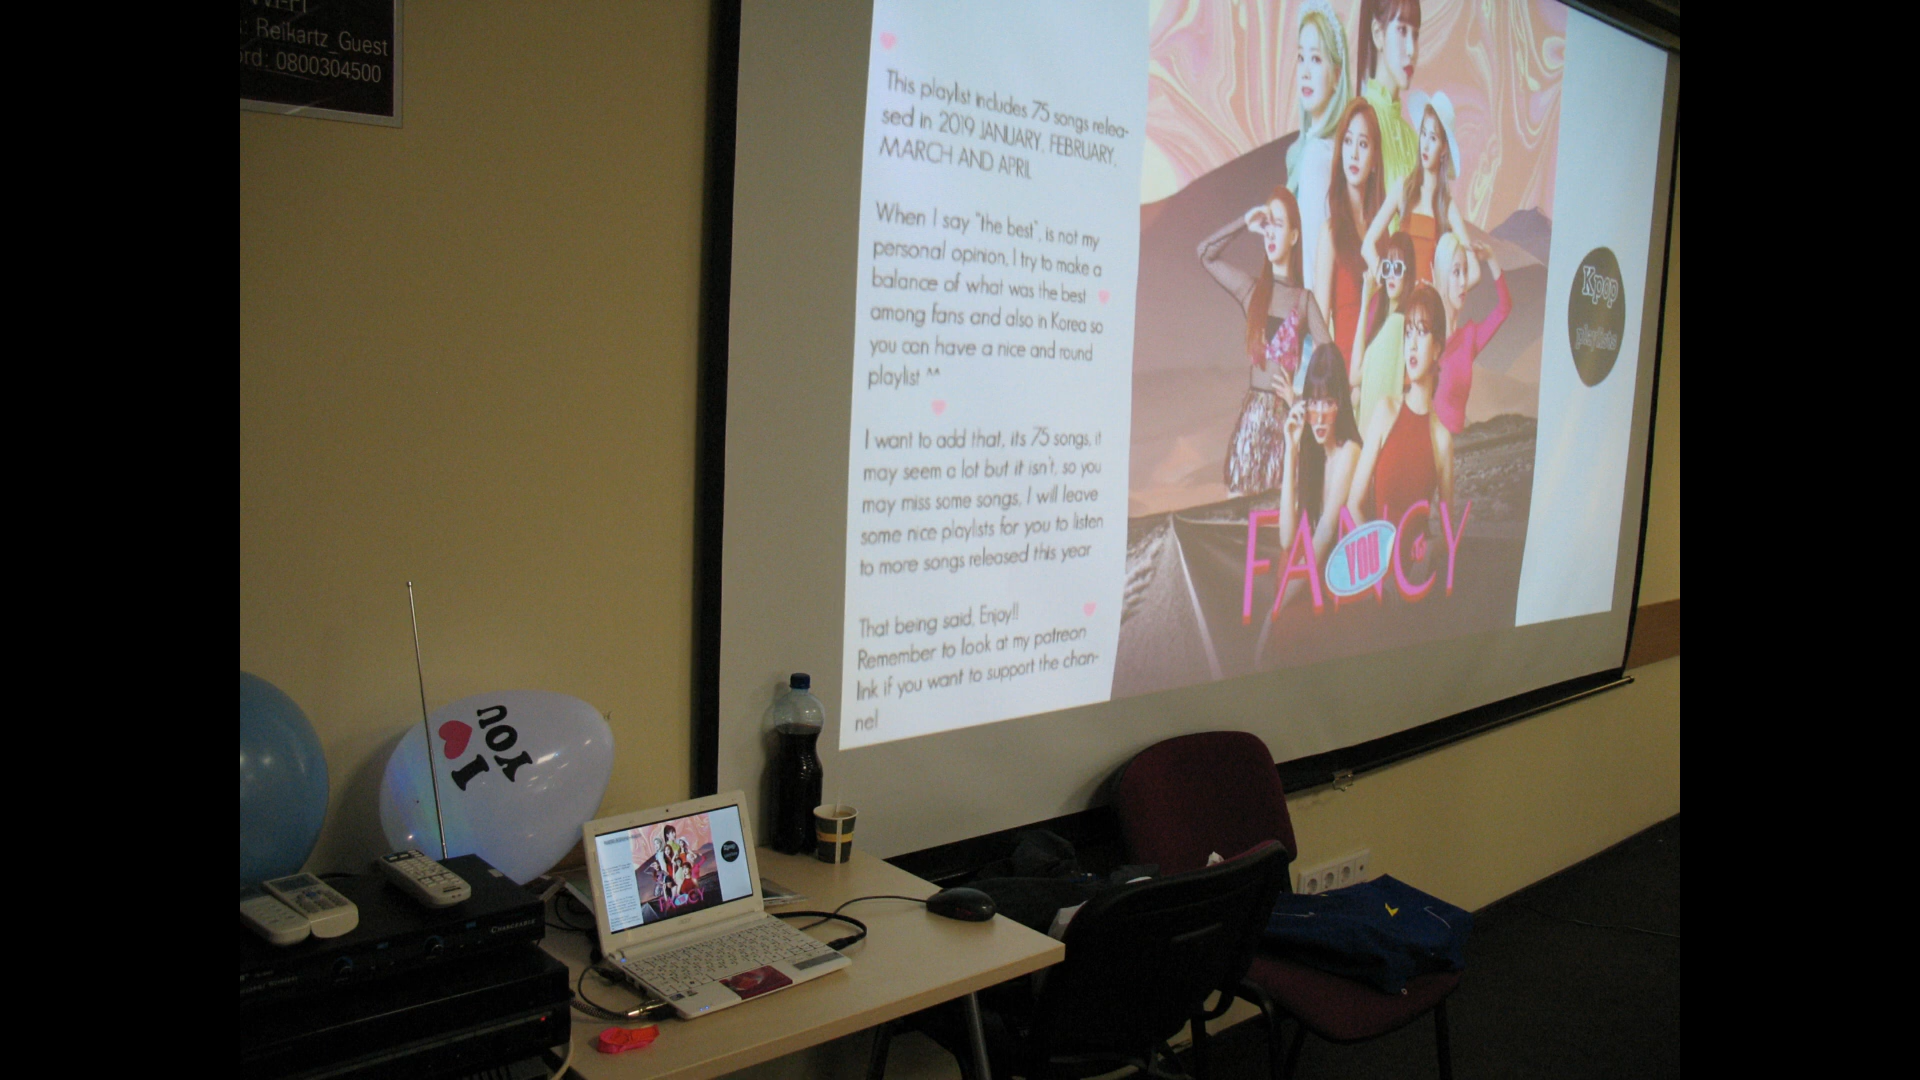 Wi-Fi
: Reikartz_Guest
ord: 0800304500
This playlist includes 75 songs relea-
sed in 2019 JANUARY, FEBRUARY,
MARCH AND APRIL
When I say "the best", is not my
personal opinion, I try to make a
balance of what was the best
among fans and also in Korea so
you can have a nice and round
playlist ^^
I want to add that, its 75 songs, it
may seem a lot but it isn't, so you
may miss some songs, I will leave
some nice playlists for you to listen
to more songs released this year
That being said, Enjoy!!
Remember to look at my patreon
link if you want to support the chan-
nel
FANCY
YOU
Kpop
playlists
I ♥
YOU
FANCY
Kpop